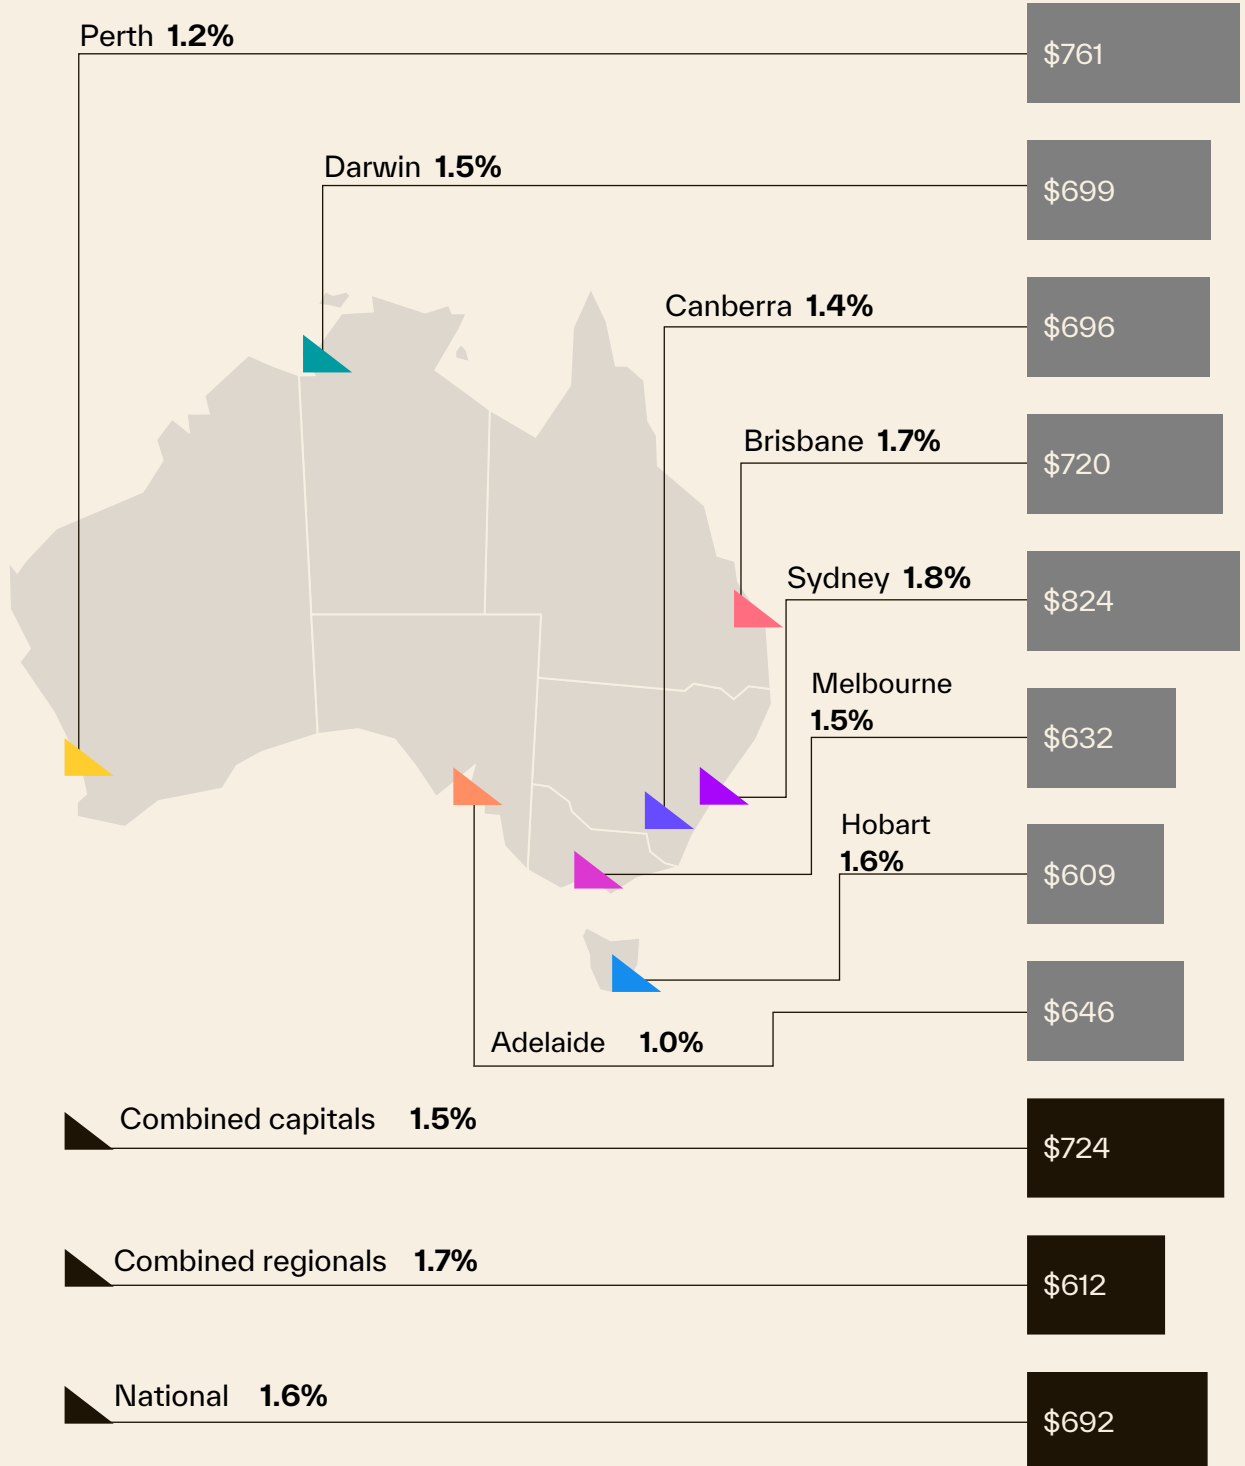 Perth 1.2%
$761
Darwin 1.5%
$699
Canberra 1.4%
$696
Brisbane 1.7%
$720
Sydney 1.8%
$824
Melbourne
1.5%
$632
Hobart
1.6%
$609
Adelaide 1.0%
$646
Combined capitals 1.5%
$724
Combined regionals 1.7%
$612
National 1.6%
$692